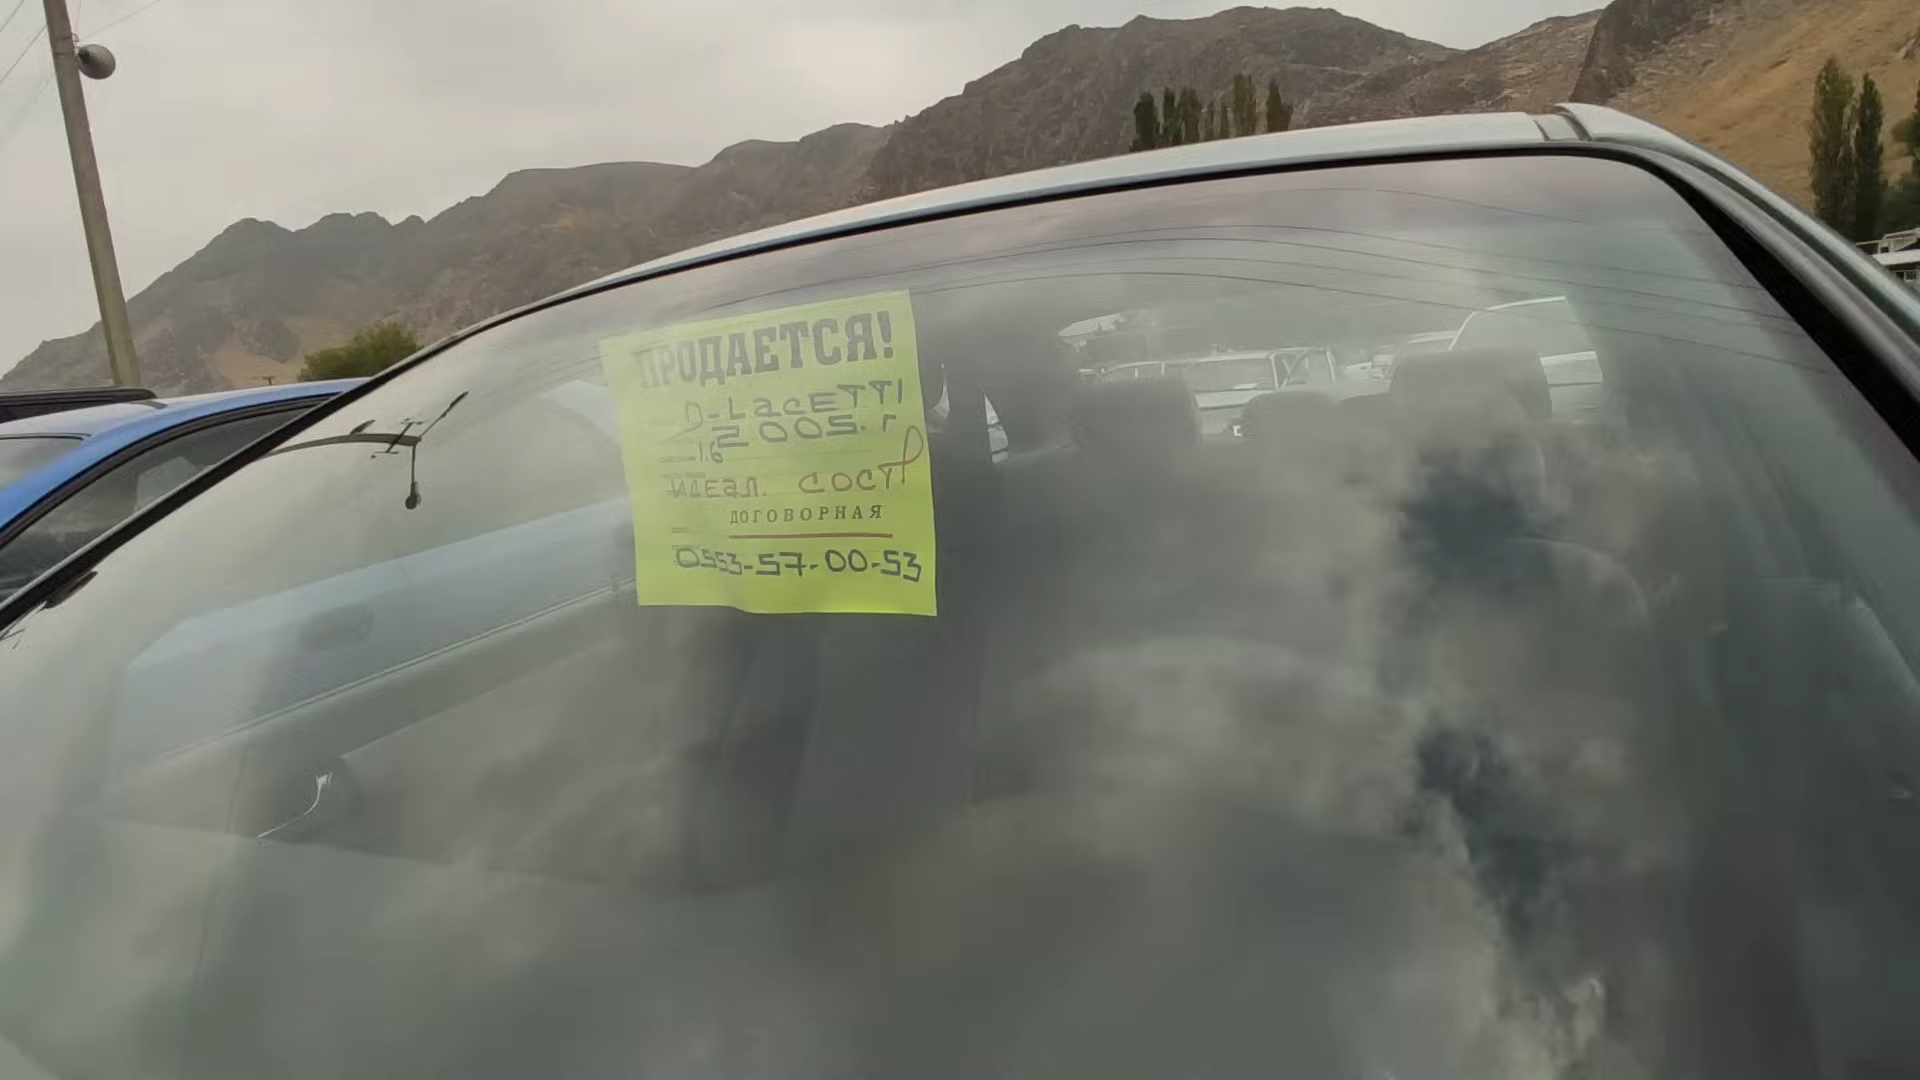 ПРОДАЕТСЯ!
D-LaCETTI
2005.г
1.6
ИДЕАЛ. СОСТ
ДОГОВОРНАЯ
0553-57-00-53